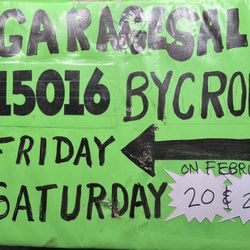 GARAGESAL
15016 BYCRO
FRIDAY
ON FEBR
SATURDAY 20 & 2